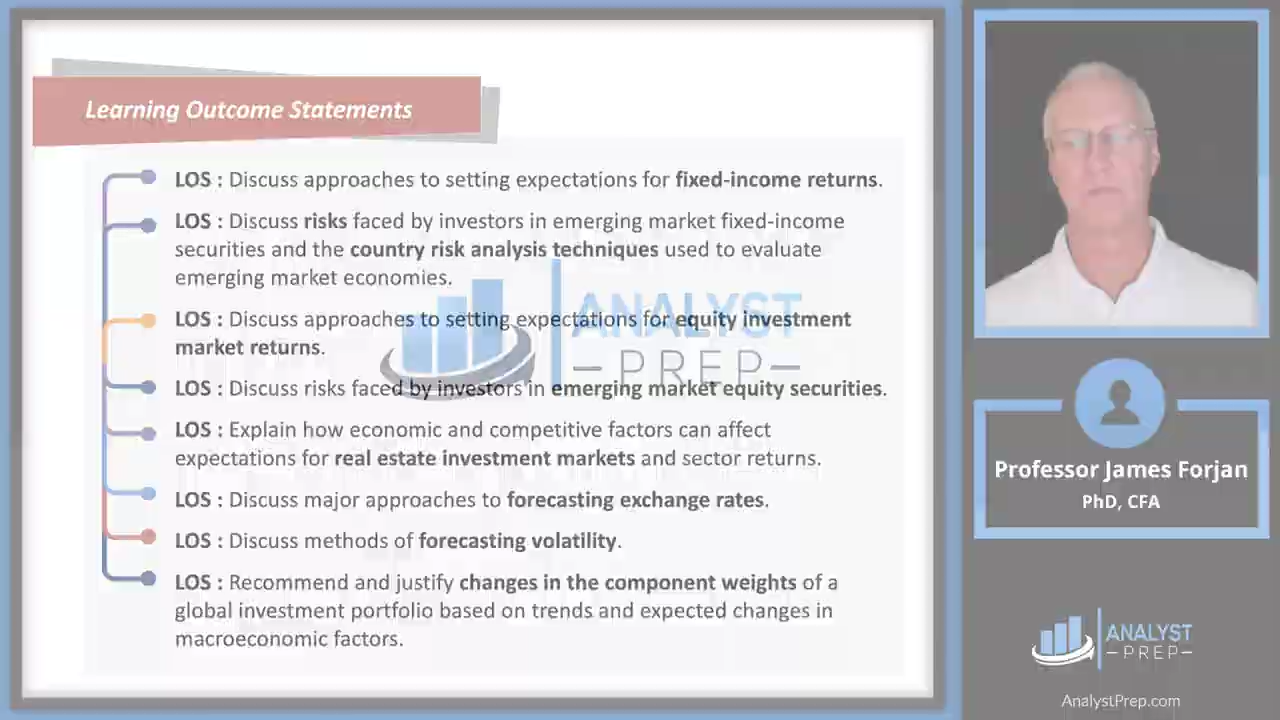 Learning Outcome Statements
LOS : Discuss approaches to setting expectations for fixed-income returns.
LOS : Discuss risks faced by investors in emerging market fixed-income
securities and the country risk analysis techniques used to evaluate
emerging market economies.
LOS : Discuss approaches to setting expectations for equity investment
market returns.
LOS : Discuss risks faced by investors in emerging market equity securities.
LOS : Explain how economic and competitive factors can affect
expectations for real estate investment markets and sector returns.
LOS : Discuss major approaches to forecasting exchange rates.
LOS : Discuss methods of forecasting volatility.
LOS : Recommend and justify changes in the component weights of a
global investment portfolio based on trends and expected changes in
macroeconomic factors.
ANALYST
–PREP–
Professor James Forjan
PhD, CFA
ANALYST
–PREP–
AnalystPrep.com